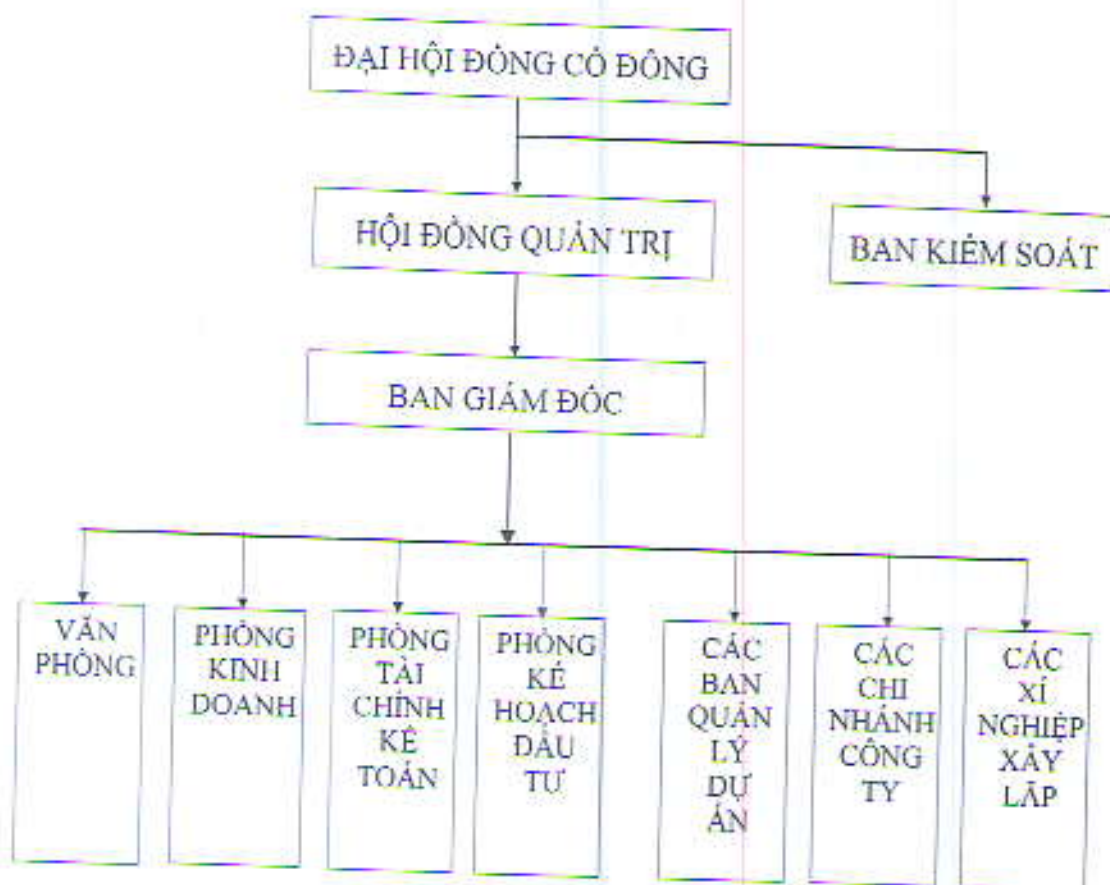 ĐẠI HỘI ĐỒNG CỔ ĐÔNG
HỘI ĐỒNG QUẢN TRỊ
BAN KIỂM SOÁT
BAN GIÁM ĐỐC
VĂN
PHÒNG
PHÒNG
KINH
DOANH
PHÒNG
TÀI
CHÍNH
KẾ
TOÁN
PHÒNG
KẾ
HOẠCH
ĐẦU
TƯ
CÁC
BAN
QUẢN
LÝ
DỰ
ÁN
CÁC
CHI
NHÁNH
CÔNG
TY
CÁC
XÍ
NGHIỆP
XÂY
LẮP